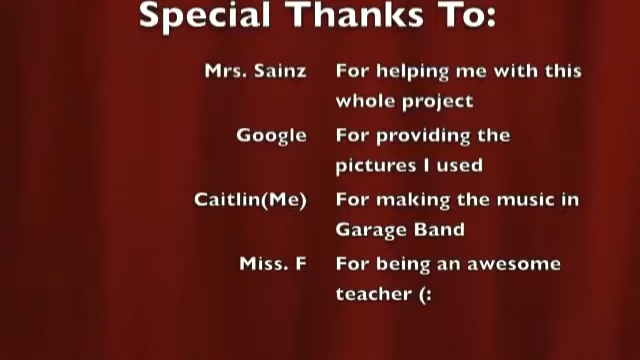 Special Thanks To:
Mrs. Sainz For helping me with this
whole project
Google For providing the
pictures I used
Caitlin(Me) For making the music in
Garage Band
Miss. F For being an awesome
teacher (: